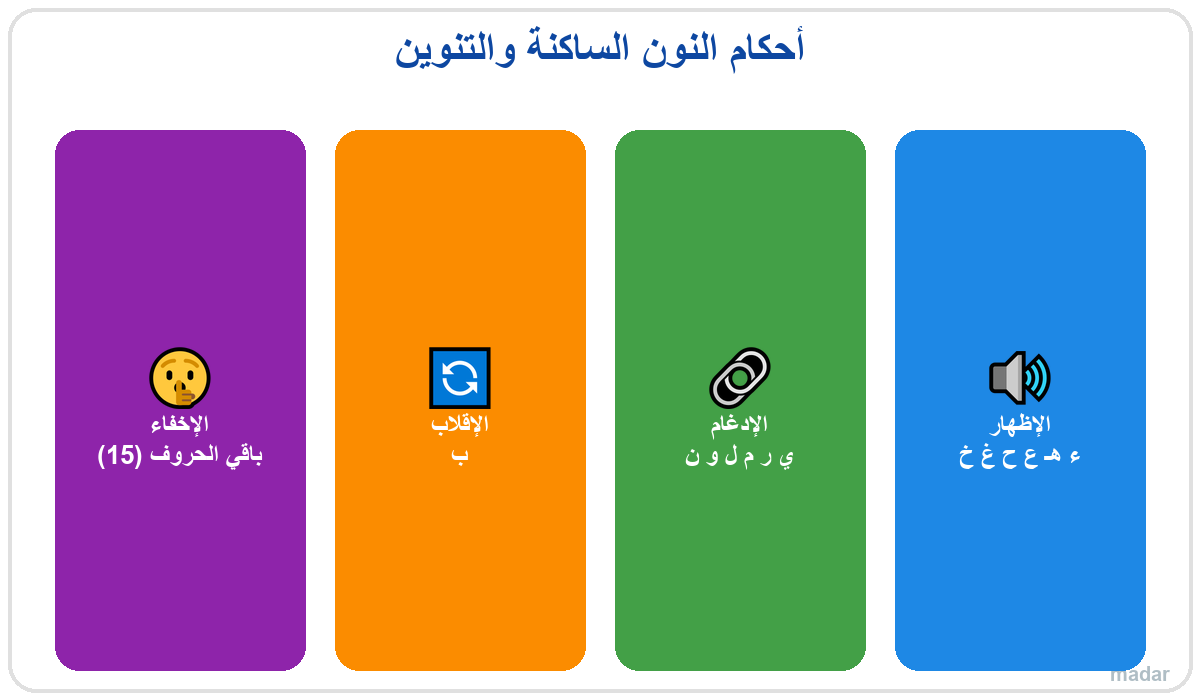 أحكام النون الساكنة والتنوين
الإظهار
ء هـ ع ح غ خ
الإدغام
ي ر م ل و ن
الإقلاب
ب
الإخفاء
باقي الحروف (15)
madar